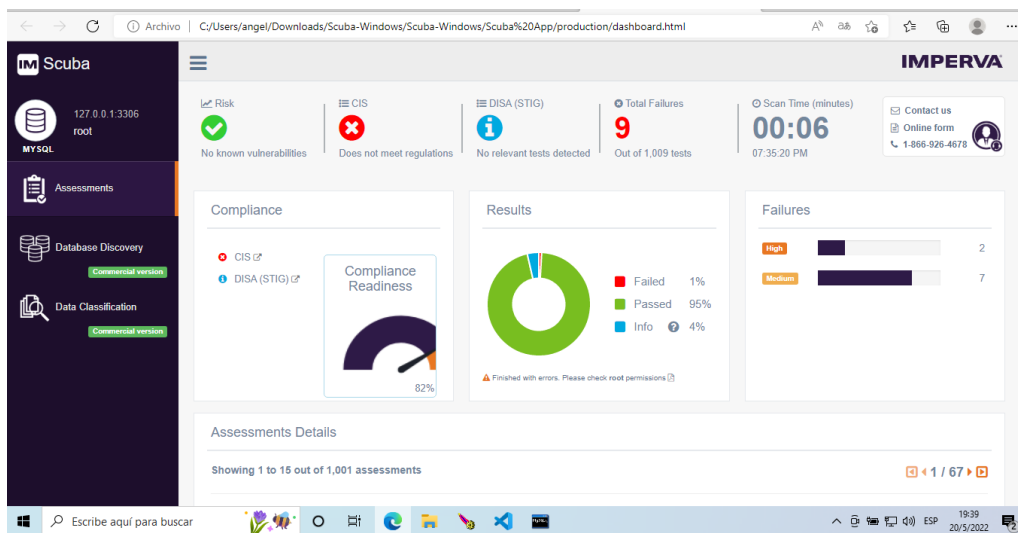 Archivo | C:/Users/angel/Downloads/Scuba-Windows/Scuba-Windows/Scuba%20App/production/dashboard.html
IM Scuba
IMPERVA
127.0.0.1:3306
root
MYSQL
Assessments
Database Discovery
Commercial version
Data Classification
Commercial version
Risk
No known vulnerabilities
CIS
Does not meet regulations
DISA (STIG)
No relevant tests detected
Total Failures
9
Out of 1,009 tests
Scan Time (minutes)
00:06
07:35:20 PM
Contact us
Online form
1-866-926-4678
Compliance
CIS
DISA (STIG)
Compliance
Readiness
82%
Results
Failed 1%
Passed 95%
Info 4%
Finished with errors. Please check root permissions
Failures
High 2
Medium 7
Assessments Details
Showing 1 to 15 out of 1,001 assessments
1 / 67
Escribe aquí para buscar
ESP
19:39
20/5/2022
2